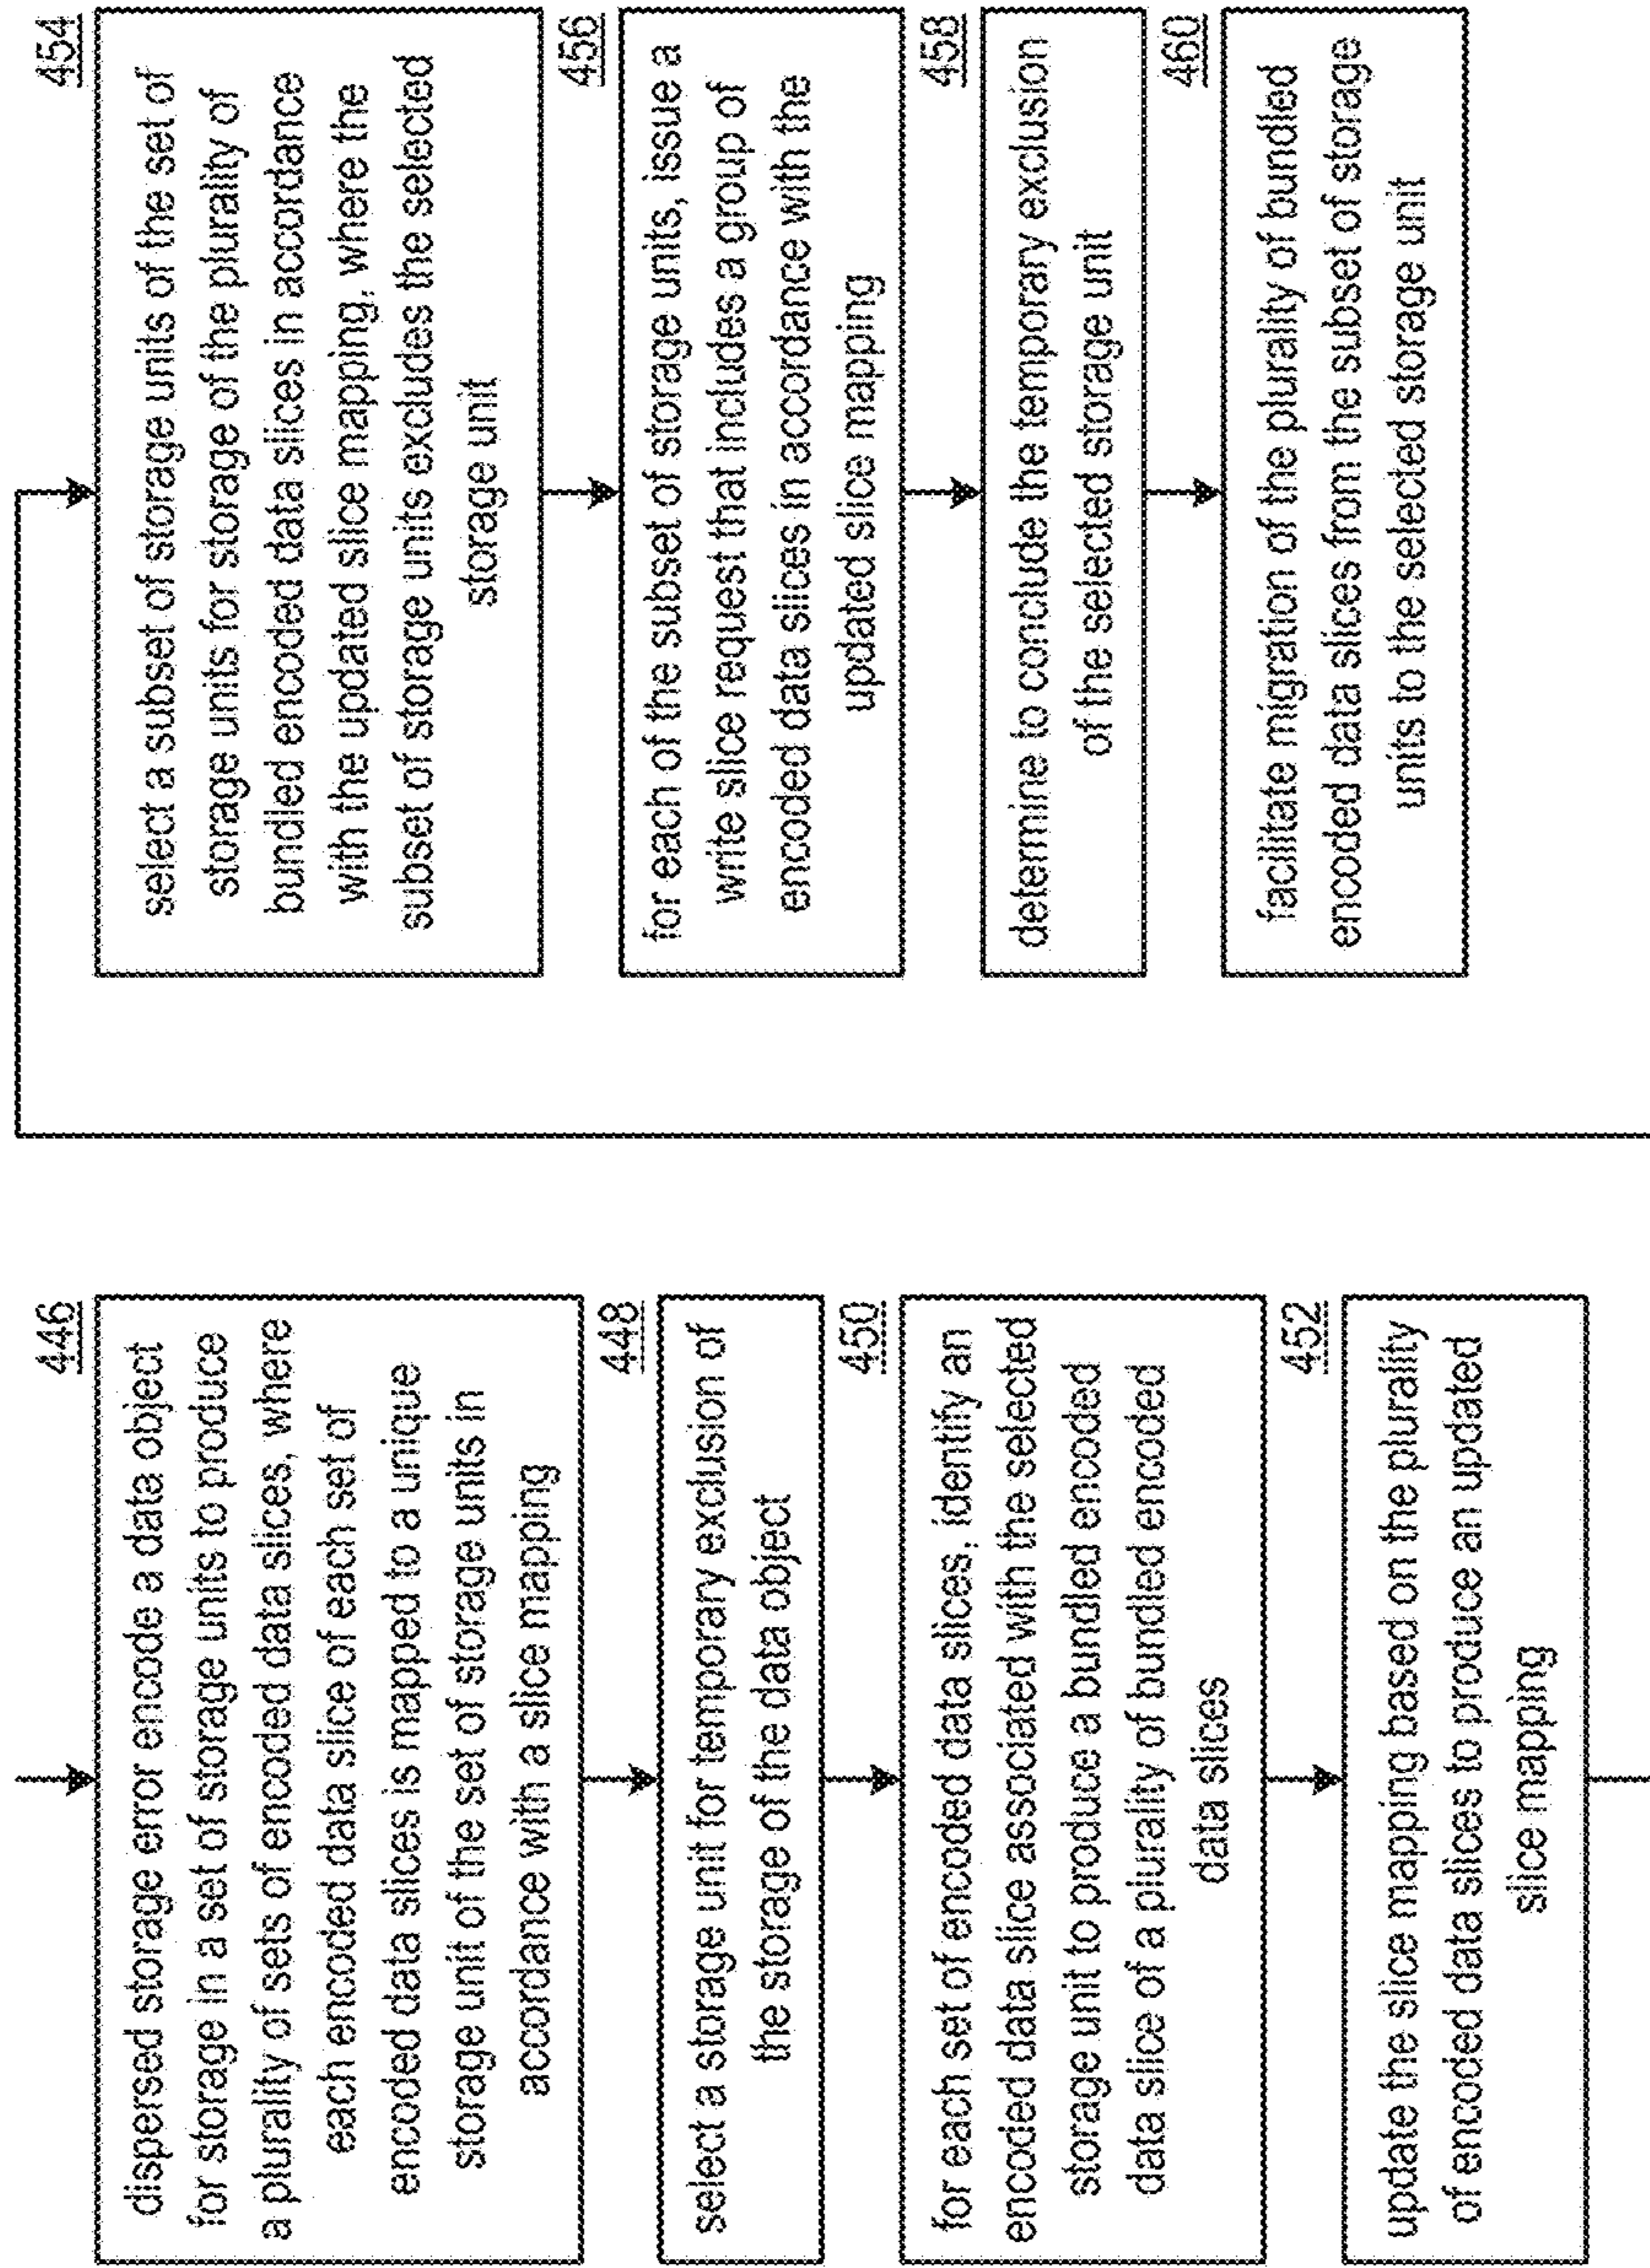 446
dispersed storage error encode a data object
for storage in a set of storage units to produce
a plurality of sets of encoded data slices, where
each encoded data slice of each set of
encoded data slices is mapped to a unique
storage unit of the set of storage units in
accordance with a slice mapping
448
select a storage unit for temporary exclusion of
the storage of the data object
450
for each set of encoded data slices, identify an
encoded data slice associated with the selected
storage unit to produce a bundled encoded
data slice of a plurality of bundled encoded
data slices
452
update the slice mapping based on the plurality
of encoded data slices to produce an updated
slice mapping
454
select a subset of storage units of the set of
storage units for storage of the plurality of
bundled encoded data slices in accordance
with the updated slice mapping, where the
subset of storage units excludes the selected
storage unit
456
for each of the subset of storage units, issue a
write slice request that includes a group of
encoded data slices in accordance with the
updated slice mapping
458
determine to conclude the temporary exclusion
of the selected storage unit
460
facilitate migration of the plurality of bundled
encoded data slices from the subset of storage
units to the selected storage unit